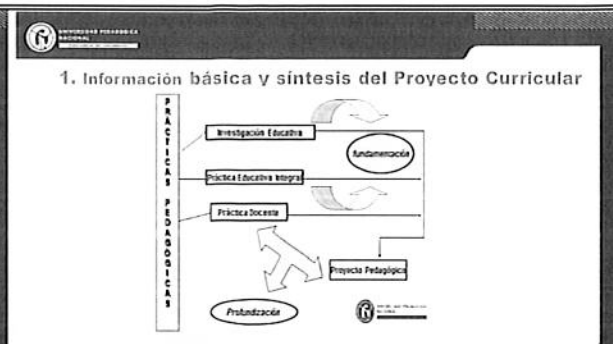 UNIVERSIDAD PEDAGOGICA
NACIONAL
1. Información básica y síntesis del Proyecto Curricular
PRÁCTICAS PEDAGÓGICAS
Investigación Educativa
fundamentación
Práctica Educativa Integral
Práctica Docente
Proyecto Pedagógico
Profundización